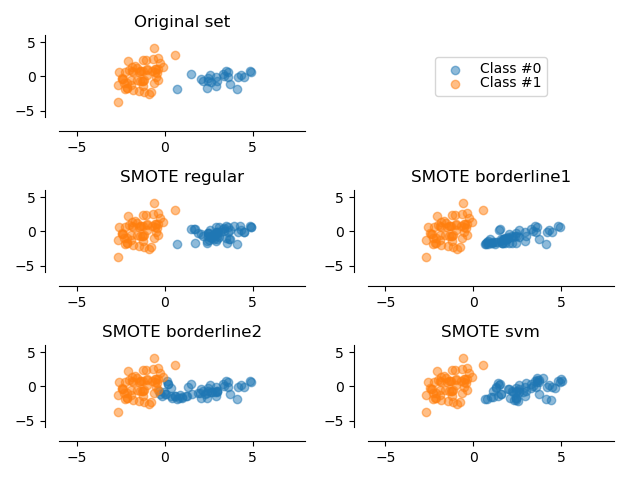 Original set
5
0
−5
−5 0 5
Class #0
Class #1
SMOTE regular
5
0
−5
−5 0 5
SMOTE borderline1
5
0
−5
−5 0 5
SMOTE borderline2
5
0
−5
−5 0 5
SMOTE svm
5
0
−5
−5 0 5